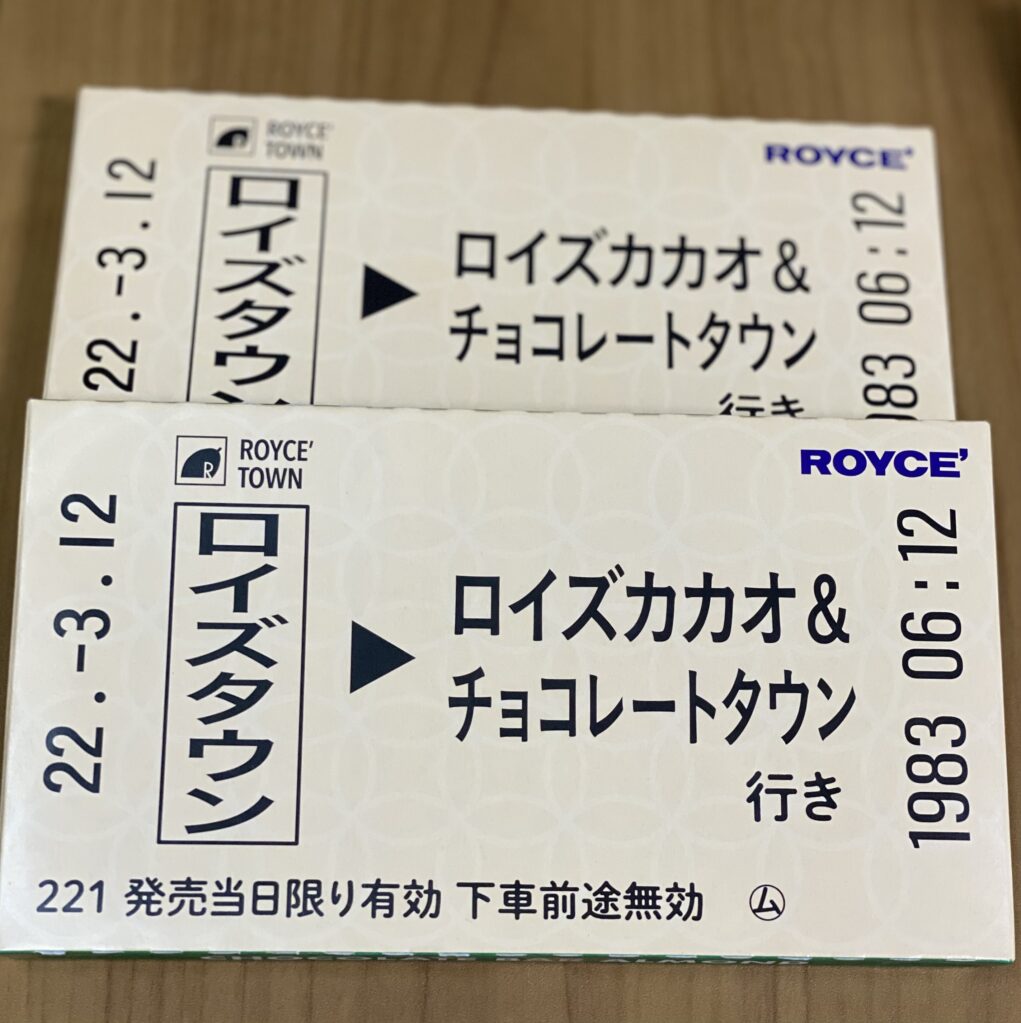 ROYCE'
TOWN
ROYCE'
22.-3.12
ロイズタウン
ロイズカカオ&
チョコレートタウン
行き
1983 06:12
R
ROYCE'
TOWN
ROYCE'
22.-3.12
ロイズタウン
ロイズカカオ&
チョコレートタウン
行き
1983 06:12
221 発売当日限り有効 下車前途無効 ㋰